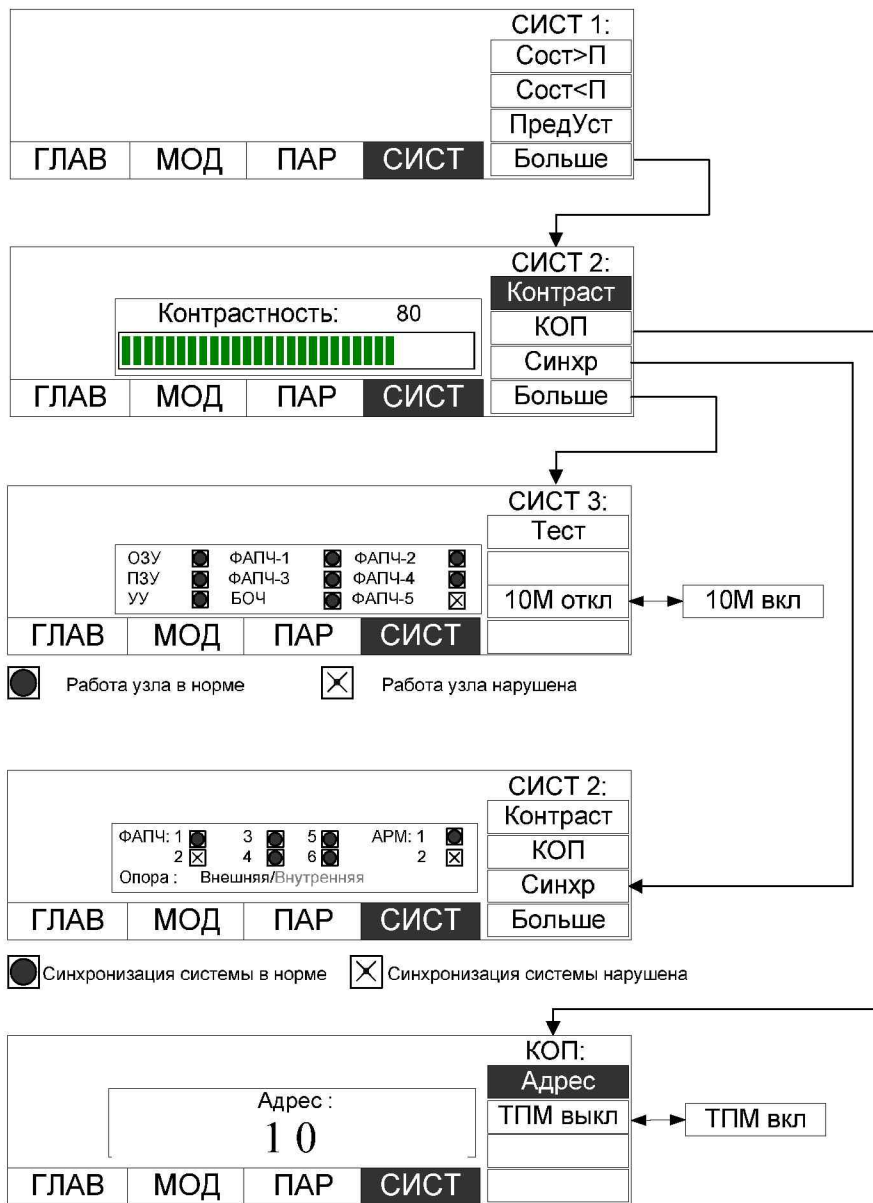 СИСТ 1:
Сост>П
Сост<П
ПредУст
ГЛАВ МОД ПАР СИСТ Больше
СИСТ 2:
Контраст
Контрастность: 80 КОП
Синхр
ГЛАВ МОД ПАР СИСТ Больше
СИСТ 3:
Тест
ОЗУ ФАПЧ-1 ФАПЧ-2
ПЗУ ФАПЧ-3 ФАПЧ-4
УУ БОЧ ФАПЧ-5 10М откл 10М вкл
ГЛАВ МОД ПАР СИСТ
Работа узла в норме Работа узла нарушена
СИСТ 2:
Контраст
ФАПЧ: 1 3 5 АРМ: 1
2 4 6 2 КОП
Опора : Внешняя/Внутренняя Синхр
ГЛАВ МОД ПАР СИСТ Больше
Синхронизация системы в норме Синхронизация системы нарушена
КОП:
Адрес
Адрес : ТПМ выкл ТПМ вкл
1 0
ГЛАВ МОД ПАР СИСТ